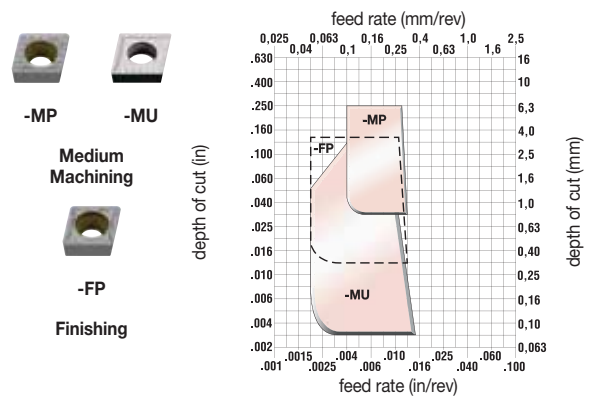 feed rate (mm/rev)
0,025 0,063 0,16 0,4 1,0 2,5
0,04 0,1 0,25 0,63 1,6
-MP -MU
Medium
Machining
-FP
Finishing
depth of cut (in)
.630
.400
.250
.160
.100
.060
.040
.025
.016
.010
.006
.004
.002
-MP
-FP
-MU
16
10
6,3
4,0
2,5
1,6
1,0
0,63
0,40
0,25
0,16
0,10
0,063
depth of cut (mm)
.0015 .004 .010 .025 .060
.001 .0025 .006 .016 .040 .100
feed rate (in/rev)